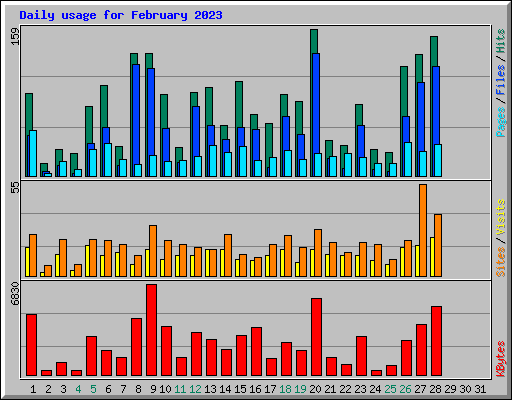 Daily usage for February 2023
159
Pages / Files / Hits
55
Sites / Visits
6830
KBytes
1 2 3 4 5 6 7 8 9 10 11 12 13 14 15 16 17 18 19 20 21 22 23 24 25 26 27 28 29 30 31